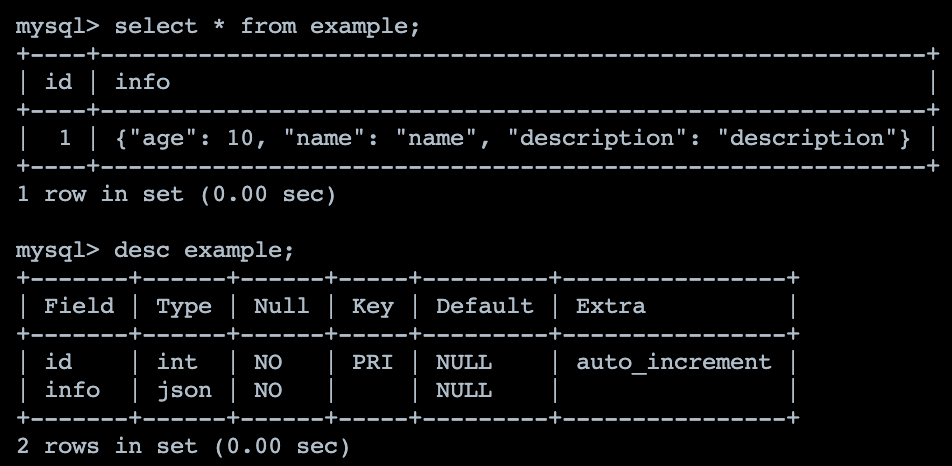 mysql> select * from example;
+----+-----------------------------------------------------------+
| id | info                                                      |
+----+-----------------------------------------------------------+
|  1 | {"age": 10, "name": "name", "description": "description"} |
+----+-----------------------------------------------------------+
1 row in set (0.00 sec)

mysql> desc example;
+-------+------+------+-----+---------+----------------+
| Field | Type | Null | Key | Default | Extra          |
+-------+------+------+-----+---------+----------------+
| id    | int  | NO   | PRI | NULL    | auto_increment |
| info  | json | NO   |     | NULL    |                |
+-------+------+------+-----+---------+----------------+
2 rows in set (0.00 sec)